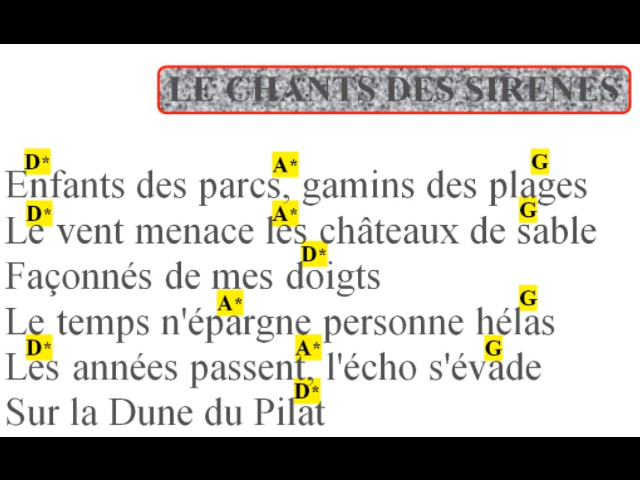 LE CHANTS DES SIRENES
D* A* G
Enfants des parcs, gamins des plages
D* A* G
Le vent menace les châteaux de sable
D*
Façonnés de mes doigts
A* G
Le temps n'épargne personne hélas
D* A* G
Les années passent, l'écho s'évade
D*
Sur la Dune du Pilat